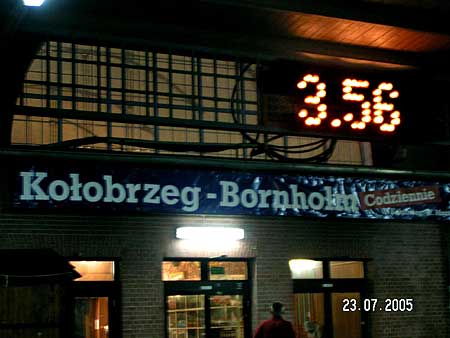 3.56
Kołobrzeg - Bornholm Codziennie
23.07.2005